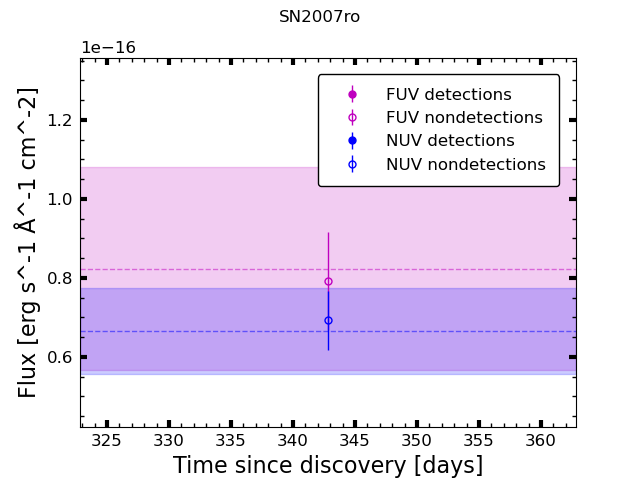 SN2007ro
1e−16
FUV detections
FUV nondetections
NUV detections
NUV nondetections
1.2
1.0
0.8
0.6
Flux [erg s^-1 Å^-1 cm^-2]
325 330 335 340 345 350 355 360
Time since discovery [days]